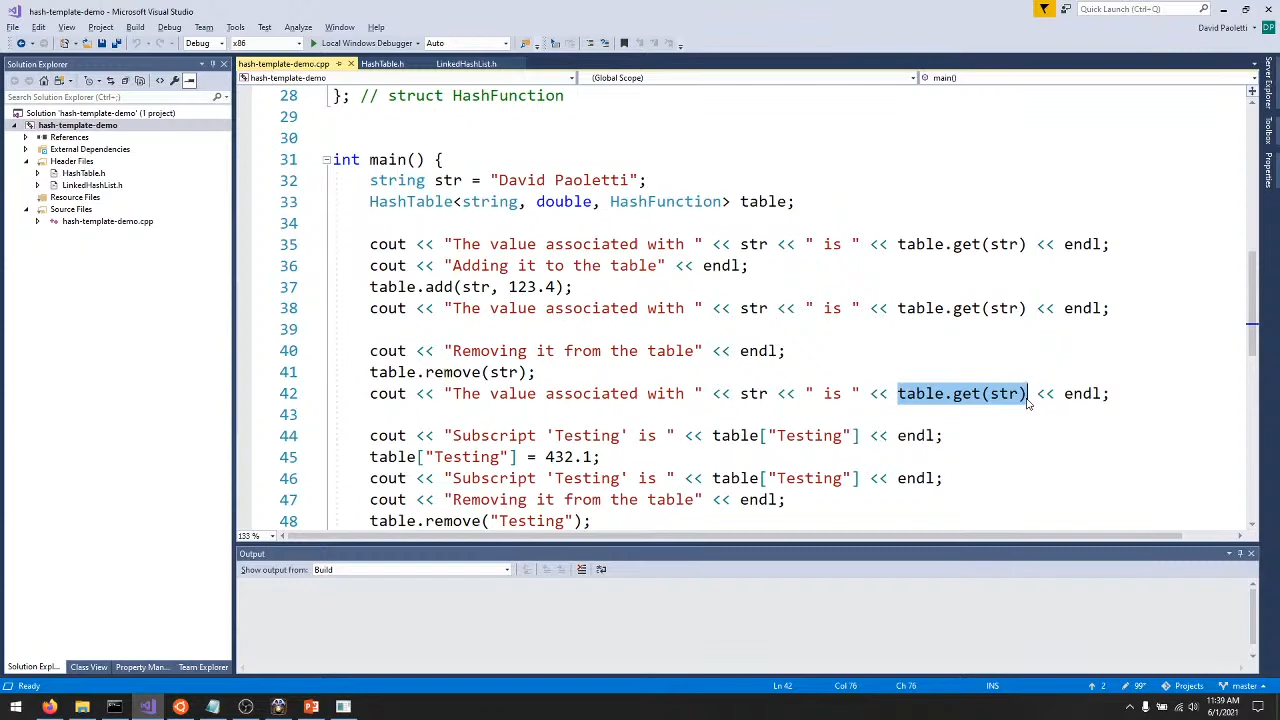 hash-template-demo - Microsoft Visual Studio
Quick Launch (Ctrl+Q)
File Edit View Project Build Debug Team Tools Test Analyze Window Help
David Paoletti
DP
Debug x86 Local Windows Debugger Auto
Solution Explorer
hash-template-demo.cpp HashTable.h LinkedHashList.h
hash-template-demo (Global Scope) main()
Search Solution Explorer (Ctrl+;)
Solution 'hash-template-demo' (1 project)
hash-template-demo
References
External Dependencies
Header Files
HashTable.h
LinkedHashList.h
Resource Files
Source Files
hash-template-demo.cpp
28 }; // struct HashFunction
29
30
31 int main() {
32 string str = "David Paoletti";
33 HashTable<string, double, HashFunction> table;
34
35 cout << "The value associated with " << str << " is " << table.get(str) << endl;
36 cout << "Adding it to the table" << endl;
37 table.add(str, 123.4);
38 cout << "The value associated with " << str << " is " << table.get(str) << endl;
39
40 cout << "Removing it from the table" << endl;
41 table.remove(str);
42 cout << "The value associated with " << str << " is " << table.get(str) << endl;
43
44 cout << "Subscript 'Testing' is " << table["Testing"] << endl;
45 table["Testing"] = 432.1;
46 cout << "Subscript 'Testing' is " << table["Testing"] << endl;
47 cout << "Removing it from the table" << endl;
48 table.remove("Testing");
133 %
Server Explorer
Toolbox
Properties
Output
Show output from: Build
Solution Expl... Class View Property Man... Team Explorer
Ready Ln 42 Col 76 Ch 76 INS 2 99* Projects master
11:39 AM
6/1/2021